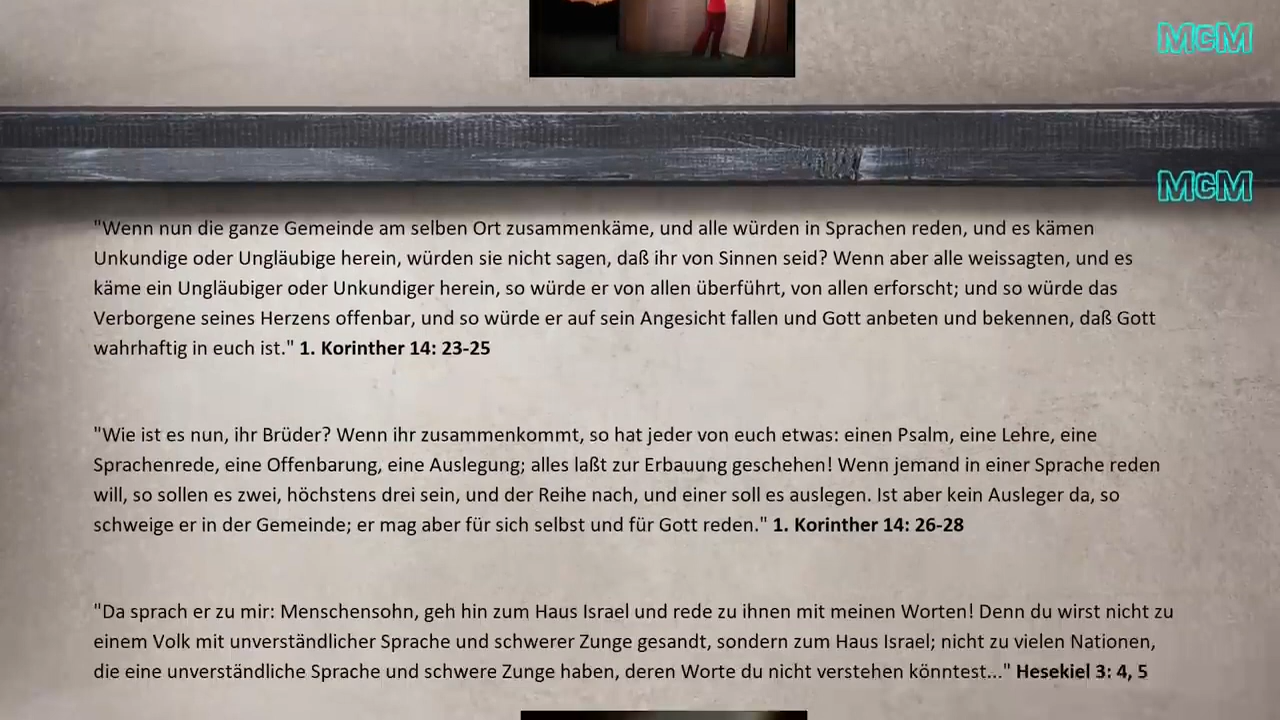 McM
McM
"Wenn nun die ganze Gemeinde am selben Ort zusammenkäme, und alle würden in Sprachen reden, und es kämen
Unkundige oder Ungläubige herein, würden sie nicht sagen, daß ihr von Sinnen seid? Wenn aber alle weissagten, und es
käme ein Ungläubiger oder Unkundiger herein, so würde er von allen überführt, von allen erforscht; und so würde das
Verborgene seines Herzens offenbar, und so würde er auf sein Angesicht fallen und Gott anbeten und bekennen, daß Gott
wahrhaftig in euch ist." 1. Korinther 14: 23-25
"Wie ist es nun, ihr Brüder? Wenn ihr zusammenkommt, so hat jeder von euch etwas: einen Psalm, eine Lehre, eine
Sprachenrede, eine Offenbarung, eine Auslegung; alles laßt zur Erbauung geschehen! Wenn jemand in einer Sprache reden
will, so sollen es zwei, höchstens drei sein, und der Reihe nach, und einer soll es auslegen. Ist aber kein Ausleger da, so
schweige er in der Gemeinde; er mag aber für sich selbst und für Gott reden." 1. Korinther 14: 26-28
"Da sprach er zu mir: Menschensohn, geh hin zum Haus Israel und rede zu ihnen mit meinen Worten! Denn du wirst nicht zu
einem Volk mit unverständlicher Sprache und schwerer Zunge gesandt, sondern zum Haus Israel; nicht zu vielen Nationen,
die eine unverständliche Sprache und schwere Zunge haben, deren Worte du nicht verstehen könntest..." Hesekiel 3: 4, 5